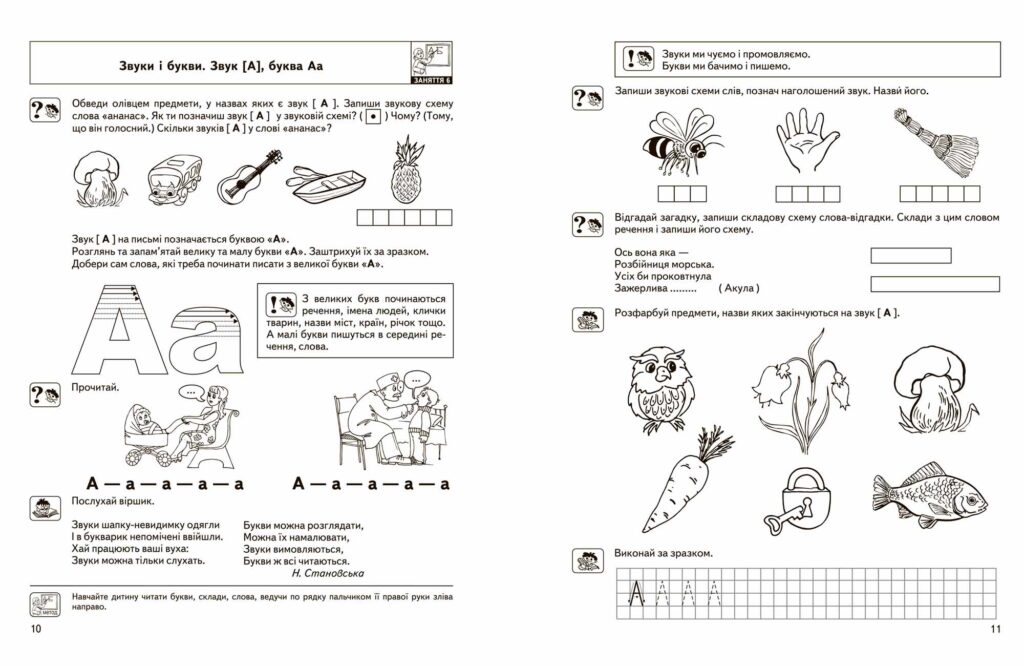 Звуки і букви. Звук [А], буква Аа
А Б
ЗАНЯТТЯ 6
Обведи олівцем предмети, у назвах яких є звук [ А ]. Запиши звукову схему
слова «ананас». Як ти позначиш звук [ А ] у звуковій схемі? ( • ) Чому? (Тому,
що він голосний.) Скільки звуків [ А ] у слові «ананас»?
Звук [ А ] на письмі позначається буквою «А».
Розглянь та запам’ятай велику та малу букви «А». Заштрихуй їх за зразком.
Добери сам слова, які треба починати писати з великої букви «А».
Аа
З великих букв починаються
речення, імена людей, клички
тварин, назви міст, країн, річок тощо.
А малі букви пишуться в середині ре-
чення, слова.
Прочитай.
...
...
А — а — а — а — а
А — а — а — а — а
Послухай віршик.
Звуки шапку-невидимку одягли
І в букварик непомічені ввійшли.
Хай працюють ваші вуха:
Звуки можна тільки слухать.
Букви можна розглядати,
Можна їх намалювати,
Звуки вимовляються,
Букви ж всі читаються.
Н. Становська
метод
Навчайте дитину читати букви, склади, слова, ведучи по рядку пальчиком її правої руки зліва
направо.
10
Звуки ми чуємо і промовляємо.
Букви ми бачимо і пишемо.
Запиши звукові схеми слів, познач наголошений звук. Назви його.
Відгадай загадку, запиши складову схему слова-відгадки. Склади з цим словом
речення і запиши його схему.
Ось вона яка —
Розбійниця морська.
Усіх би проковтнула
Зажерлива ......... ( Акула )
Розфарбуй предмети, назви яких закінчуються на звук [ А ].
Виконай за зразком.
А А А А
11